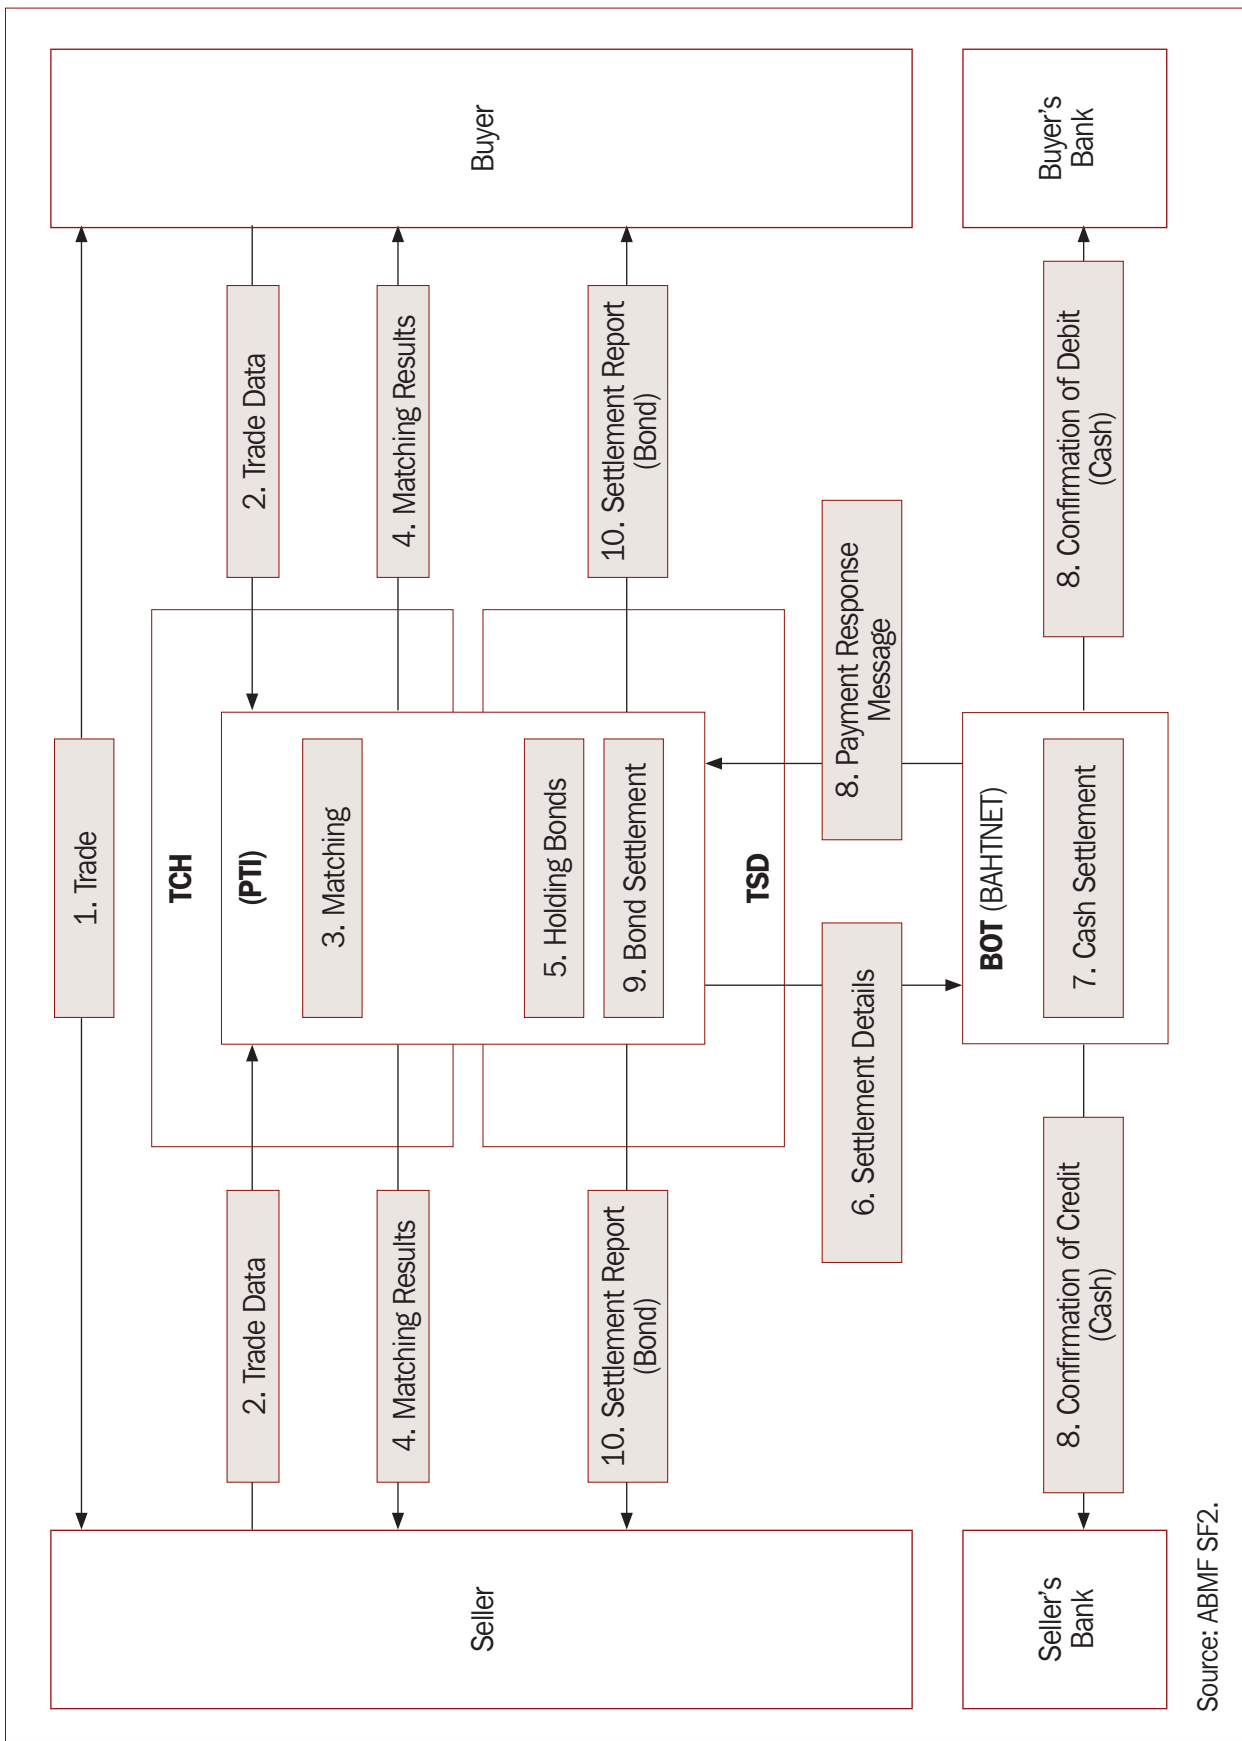 1. Trade
TCH
(PTI)
Seller
Buyer
2. Trade Data
2. Trade Data
3. Matching
4. Matching Results
4. Matching Results
5. Holding Bonds
9. Bond Settlement
10. Settlement Report
(Bond)
10. Settlement Report
(Bond)
TSD
6. Settlement Details
8. Payment Response
Message
BOT (BAHTNET)
7. Cash Settlement
Seller's
Bank
8. Confirmation of Credit
(Cash)
8. Confirmation of Debit
(Cash)
Buyer's
Bank
Source: ABMF SF2.